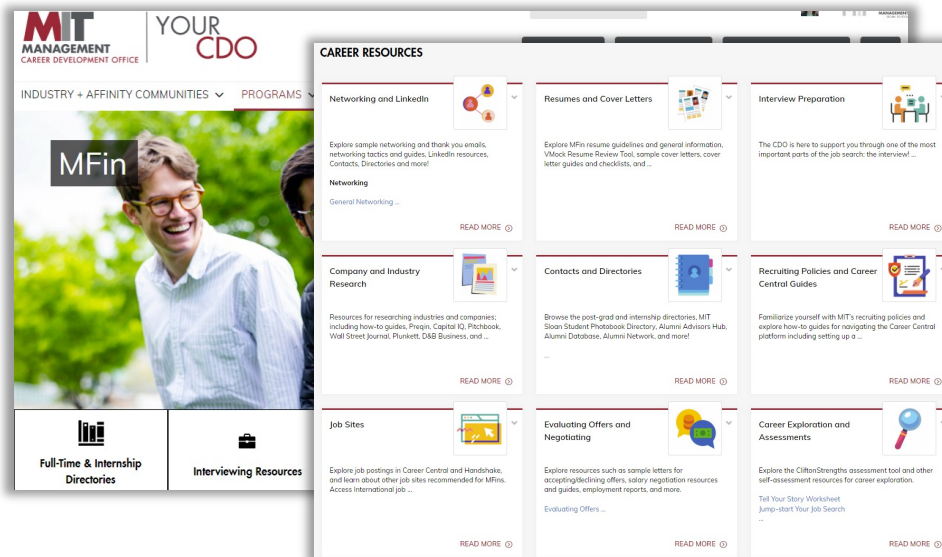 MIT
MANAGEMENT
CAREER DEVELOPMENT OFFICE
YOUR
CDO
MANAGEMENT
INDUSTRY + AFFINITY COMMUNITIES
PROGRAMS
MFin
Full-Time & Internship
Directories
Interviewing Resources
CAREER RESOURCES
Networking and LinkedIn
Explore sample networking and thank you emails,
networking tactics and guides, LinkedIn resources,
Contacts, Directories and more!
Networking
General Networking ...
READ MORE
Resumes and Cover Letters
Explore MFin resume guidelines and general information,
VMock Resume Review Tool, sample cover letters, cover
letter guides and checklists, and ...
READ MORE
Interview Preparation
The CDO is here to support you through one of the most
important parts of the job search: the interview! ...
READ MORE
Company and Industry
Research
Resources for researching industries and companies;
including how-to guides, Preqin, Capital IQ, Pitchbook,
Wall Street Journal, Plunkett, D&B Business, and ...
READ MORE
Contacts and Directories
Browse the post-grad and internship directories, MIT
Sloan Student Photobook Directory, Alumni Advisors Hub,
Alumni Database, Alumni Network, and more!
...
READ MORE
Recruiting Policies and Career
Central Guides
Familiarize yourself with MIT's recruiting policies and
explore how-to guides for navigating the Career Central
platform including setting up a ...
READ MORE
Job Sites
Explore job postings in Career Central and Handshake,
and learn about other job sites recommended for MFins.
Access International job ...
READ MORE
Evaluating Offers and
Negotiating
Explore resources such as sample letters for
accepting/declining offers, salary negotiation resources
and guides, employment reports, and more.
Evaluating Offers ...
READ MORE
Career Exploration and
Assessments
Explore the CliftonStrengths assessment tool and other
self-assessment resources for career exploration.
Tell Your Story Worksheet
Jump-start Your Job Search
...
READ MORE